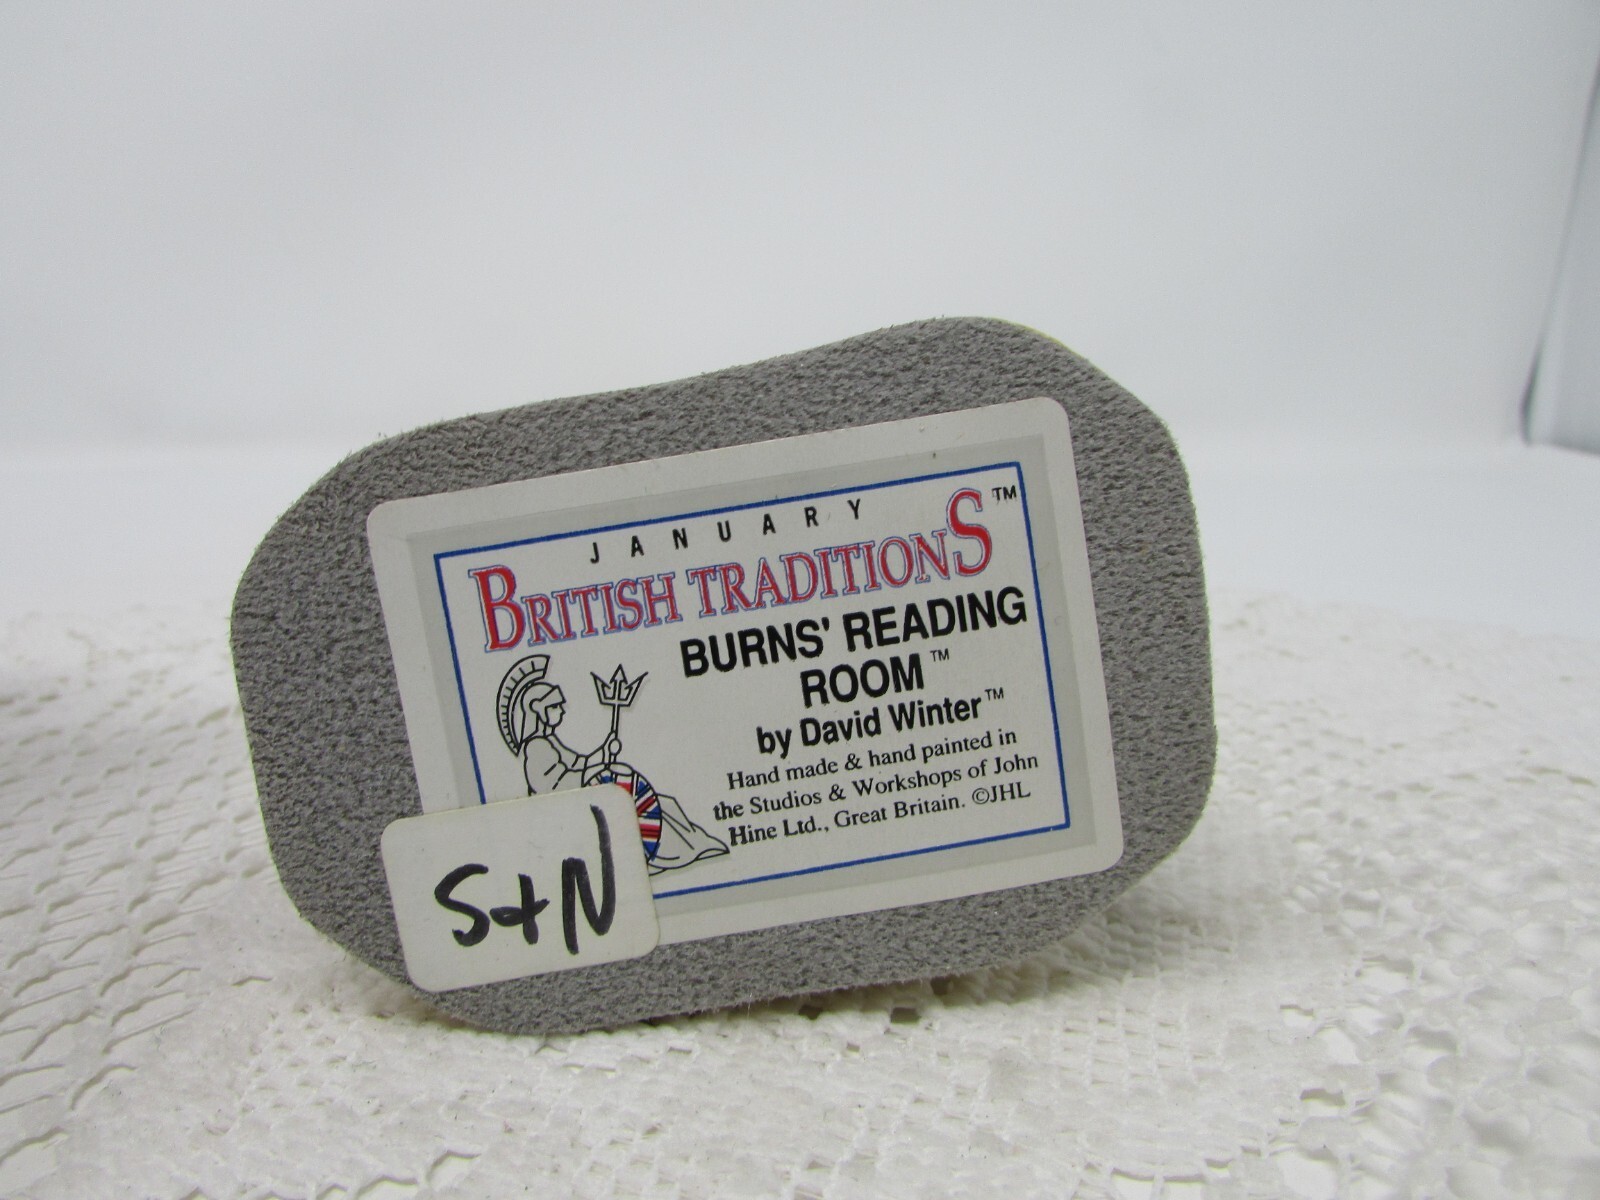 JANUARY
BRITISH TRADITIONS™
BURNS' READING
ROOM™
by David Winter™
Hand made & hand painted in
the Studios & Workshops of John
Hine Ltd., Great Britain. ©JHL
S+N